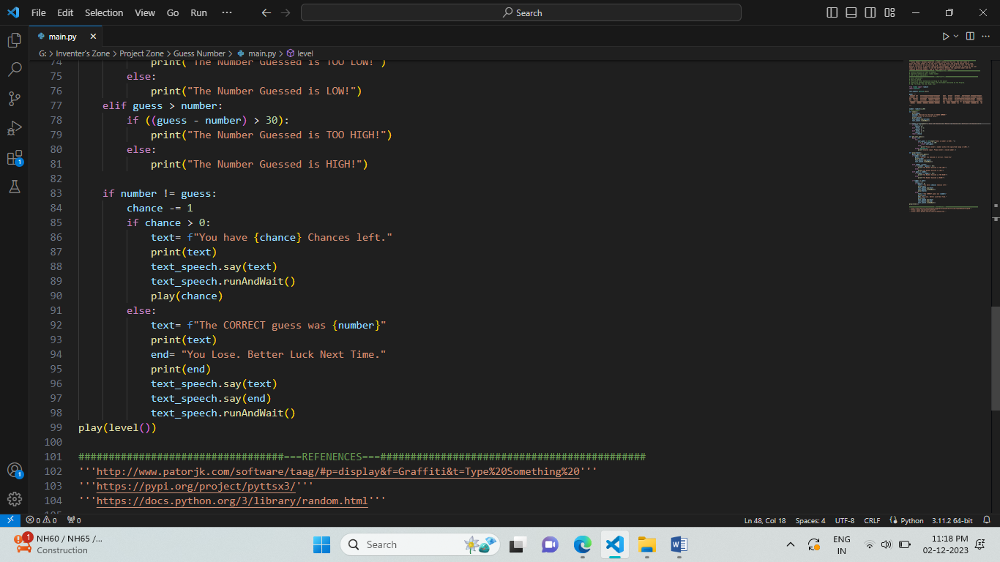 File Edit Selection View Go Run ··· Search
main.py
G: > Inventer's Zone > Project Zone > Guess Number > main.py > level
74 print("The Number Guessed is TOO LOW!")
75 else:
76 print("The Number Guessed is LOW!")
77 elif guess > number:
78 if ((guess - number) > 30):
79 print("The Number Guessed is TOO HIGH!")
80 else:
81 print("The Number Guessed is HIGH!")
82
83 if number != guess:
84 chance -= 1
85 if chance > 0:
86 text= f"You have {chance} Chances left."
87 print(text)
88 text_speech.say(text)
89 text_speech.runAndWait()
90 play(chance)
91 else:
92 text= f"The CORRECT guess was {number}"
93 print(text)
94 end= "You Lose. Better Luck Next Time."
95 print(end)
96 text_speech.say(text)
97 text_speech.say(end)
98 text_speech.runAndWait()
99 play(level())
100
101 ##################################===REFENENCES===############################################
102 '''http://www.patorjk.com/software/taag/#p=display&f=Graffiti&t=Type%20Something%20'''
103 '''https://pypi.org/project/pyttsx3/'''
104 '''https://docs.python.org/3/library/random.html'''
1
1
0 0 0 Ln 48, Col 18 Spaces: 4 UTF-8 CRLF Python 3.11.2 64-bit
1 NH60 / NH65 /... Search ENG 11:18 PM
Construction IN 02-12-2023